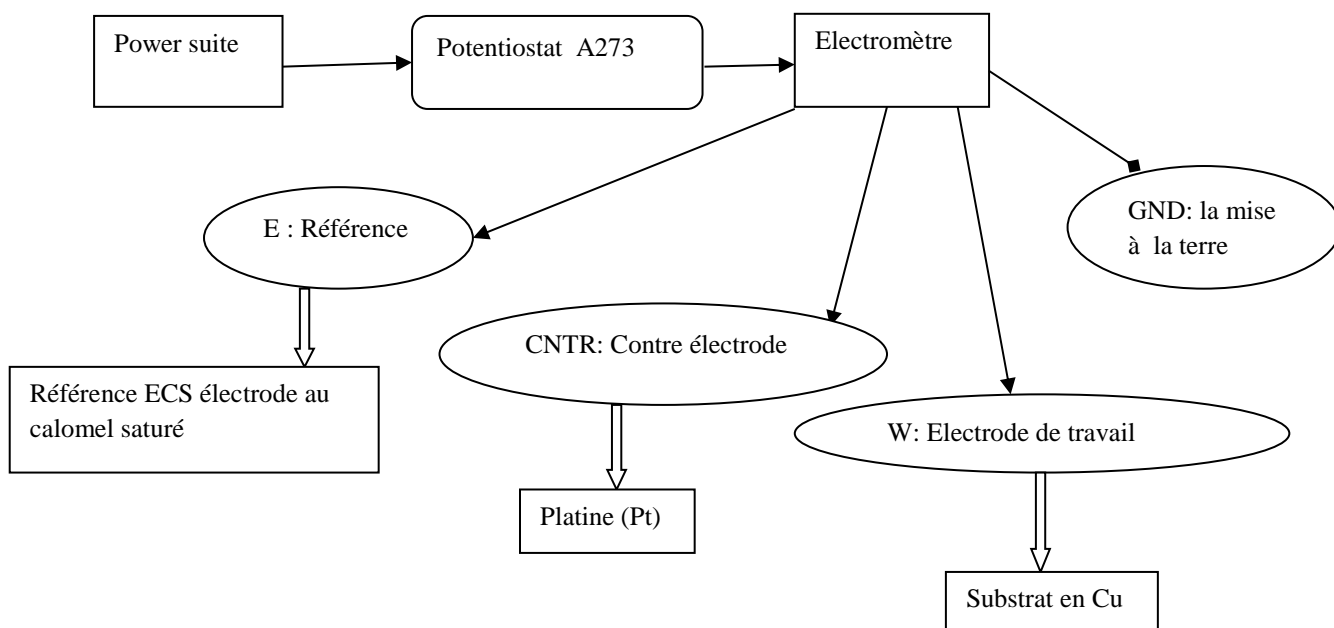 Power suite
Potentiostat A273
Electromètre
E : Référence
GND: la mise
à la terre
CNTR: Contre électrode
Référence ECS électrode au
calomel saturé
W: Electrode de travail
Platine (Pt)
Substrat en Cu